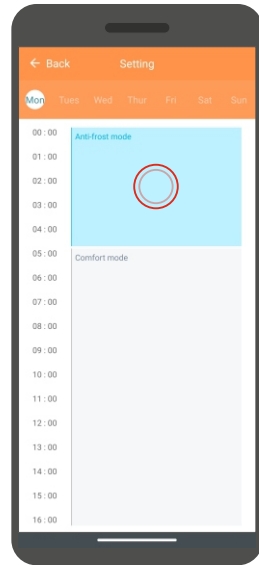 ← Back Setting
Mon Tues Wed Thur Fri Sat Sun
00 : 00 Anti-frost mode
01 : 00
02 : 00
03 : 00
04 : 00
05 : 00 Comfort mode
06 : 00
07 : 00
08 : 00
09 : 00
10 : 00
11 : 00
12 : 00
13 : 00
14 : 00
15 : 00
16 : 00